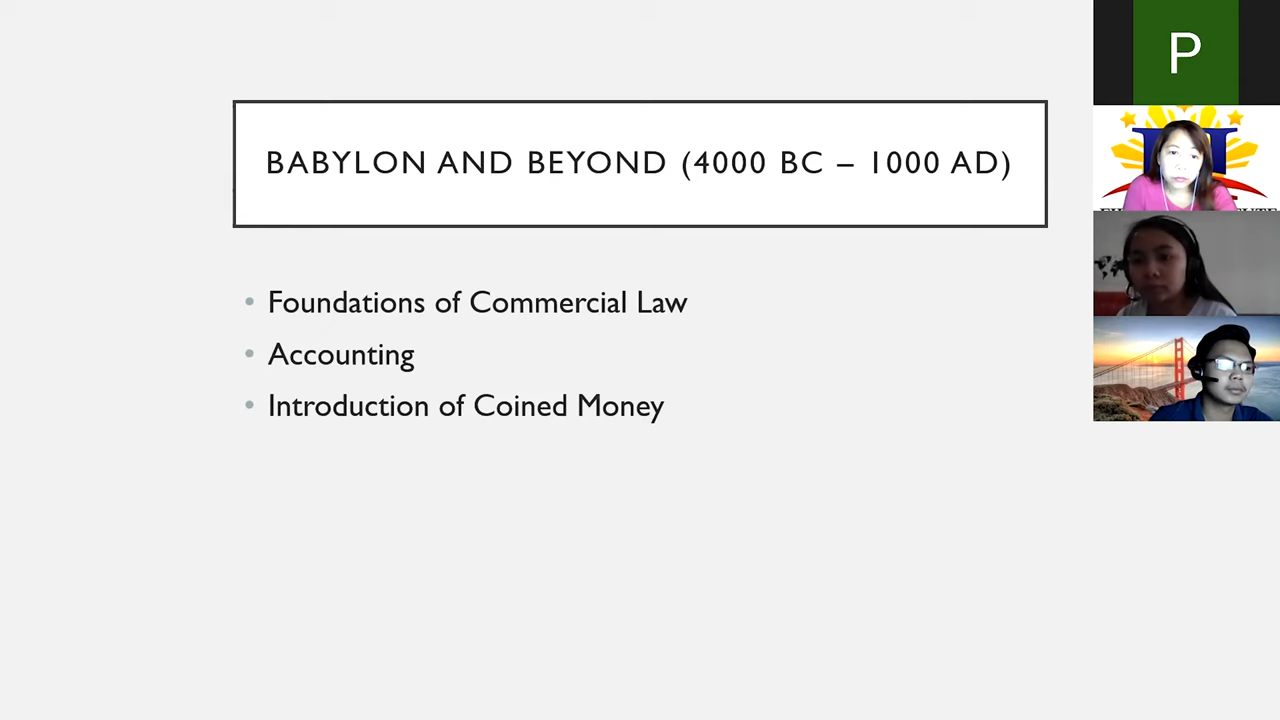 BABYLON AND BEYOND (4000 BC – 1000 AD)
• Foundations of Commercial Law
• Accounting
• Introduction of Coined Money
P